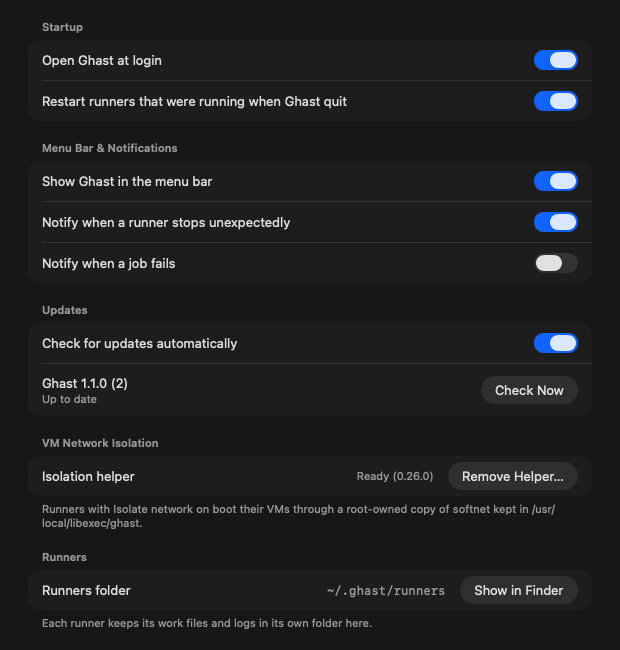 Startup
Open Ghast at login
Restart runners that were running when Ghast quit
Menu Bar & Notifications
Show Ghast in the menu bar
Notify when a runner stops unexpectedly
Notify when a job fails
Updates
Check for updates automatically
Ghast 1.1.0 (2)
Up to date
Check Now
VM Network Isolation
Isolation helper
Ready (0.26.0)
Remove Helper...
Runners with Isolate network on boot their VMs through a root-owned copy of softnet kept in /usr/
local/libexec/ghast.
Runners
Runners folder
~/.ghast/runners
Show in Finder
Each runner keeps its work files and logs in its own folder here.